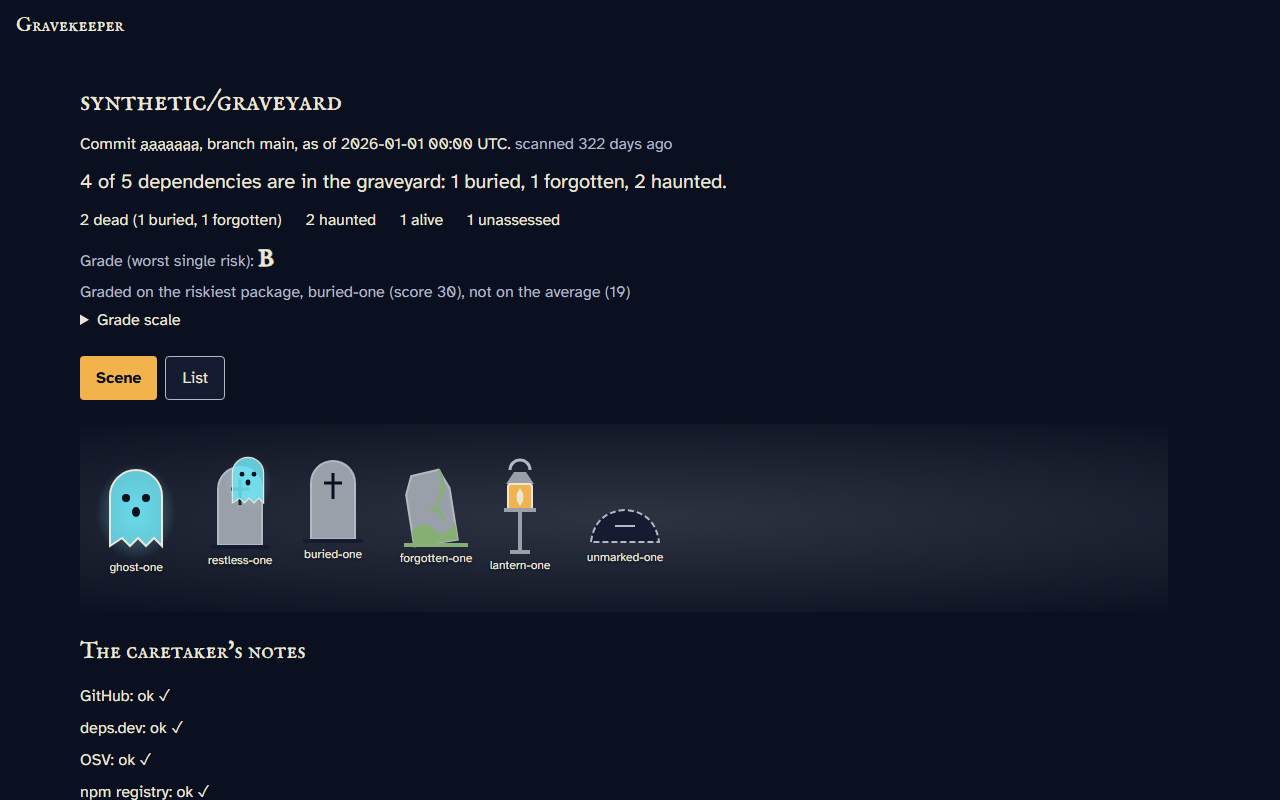 Gravekeeper
synthetic/graveyard
Commit aaaaaaa, branch main, as of 2026-01-01 00:00 UTC. scanned 322 days ago
4 of 5 dependencies are in the graveyard: 1 buried, 1 forgotten, 2 haunted.
2 dead (1 buried, 1 forgotten) 2 haunted 1 alive 1 unassessed
Grade (worst single risk): B
Graded on the riskiest package, buried-one (score 30), not on the average (19)
Grade scale
Scene List
ghost-one restless-one buried-one forgotten-one lantern-one unmarked-one
The caretaker's notes
GitHub: ok ✓
deps.dev: ok ✓
OSV: ok ✓
npm registry: ok ✓